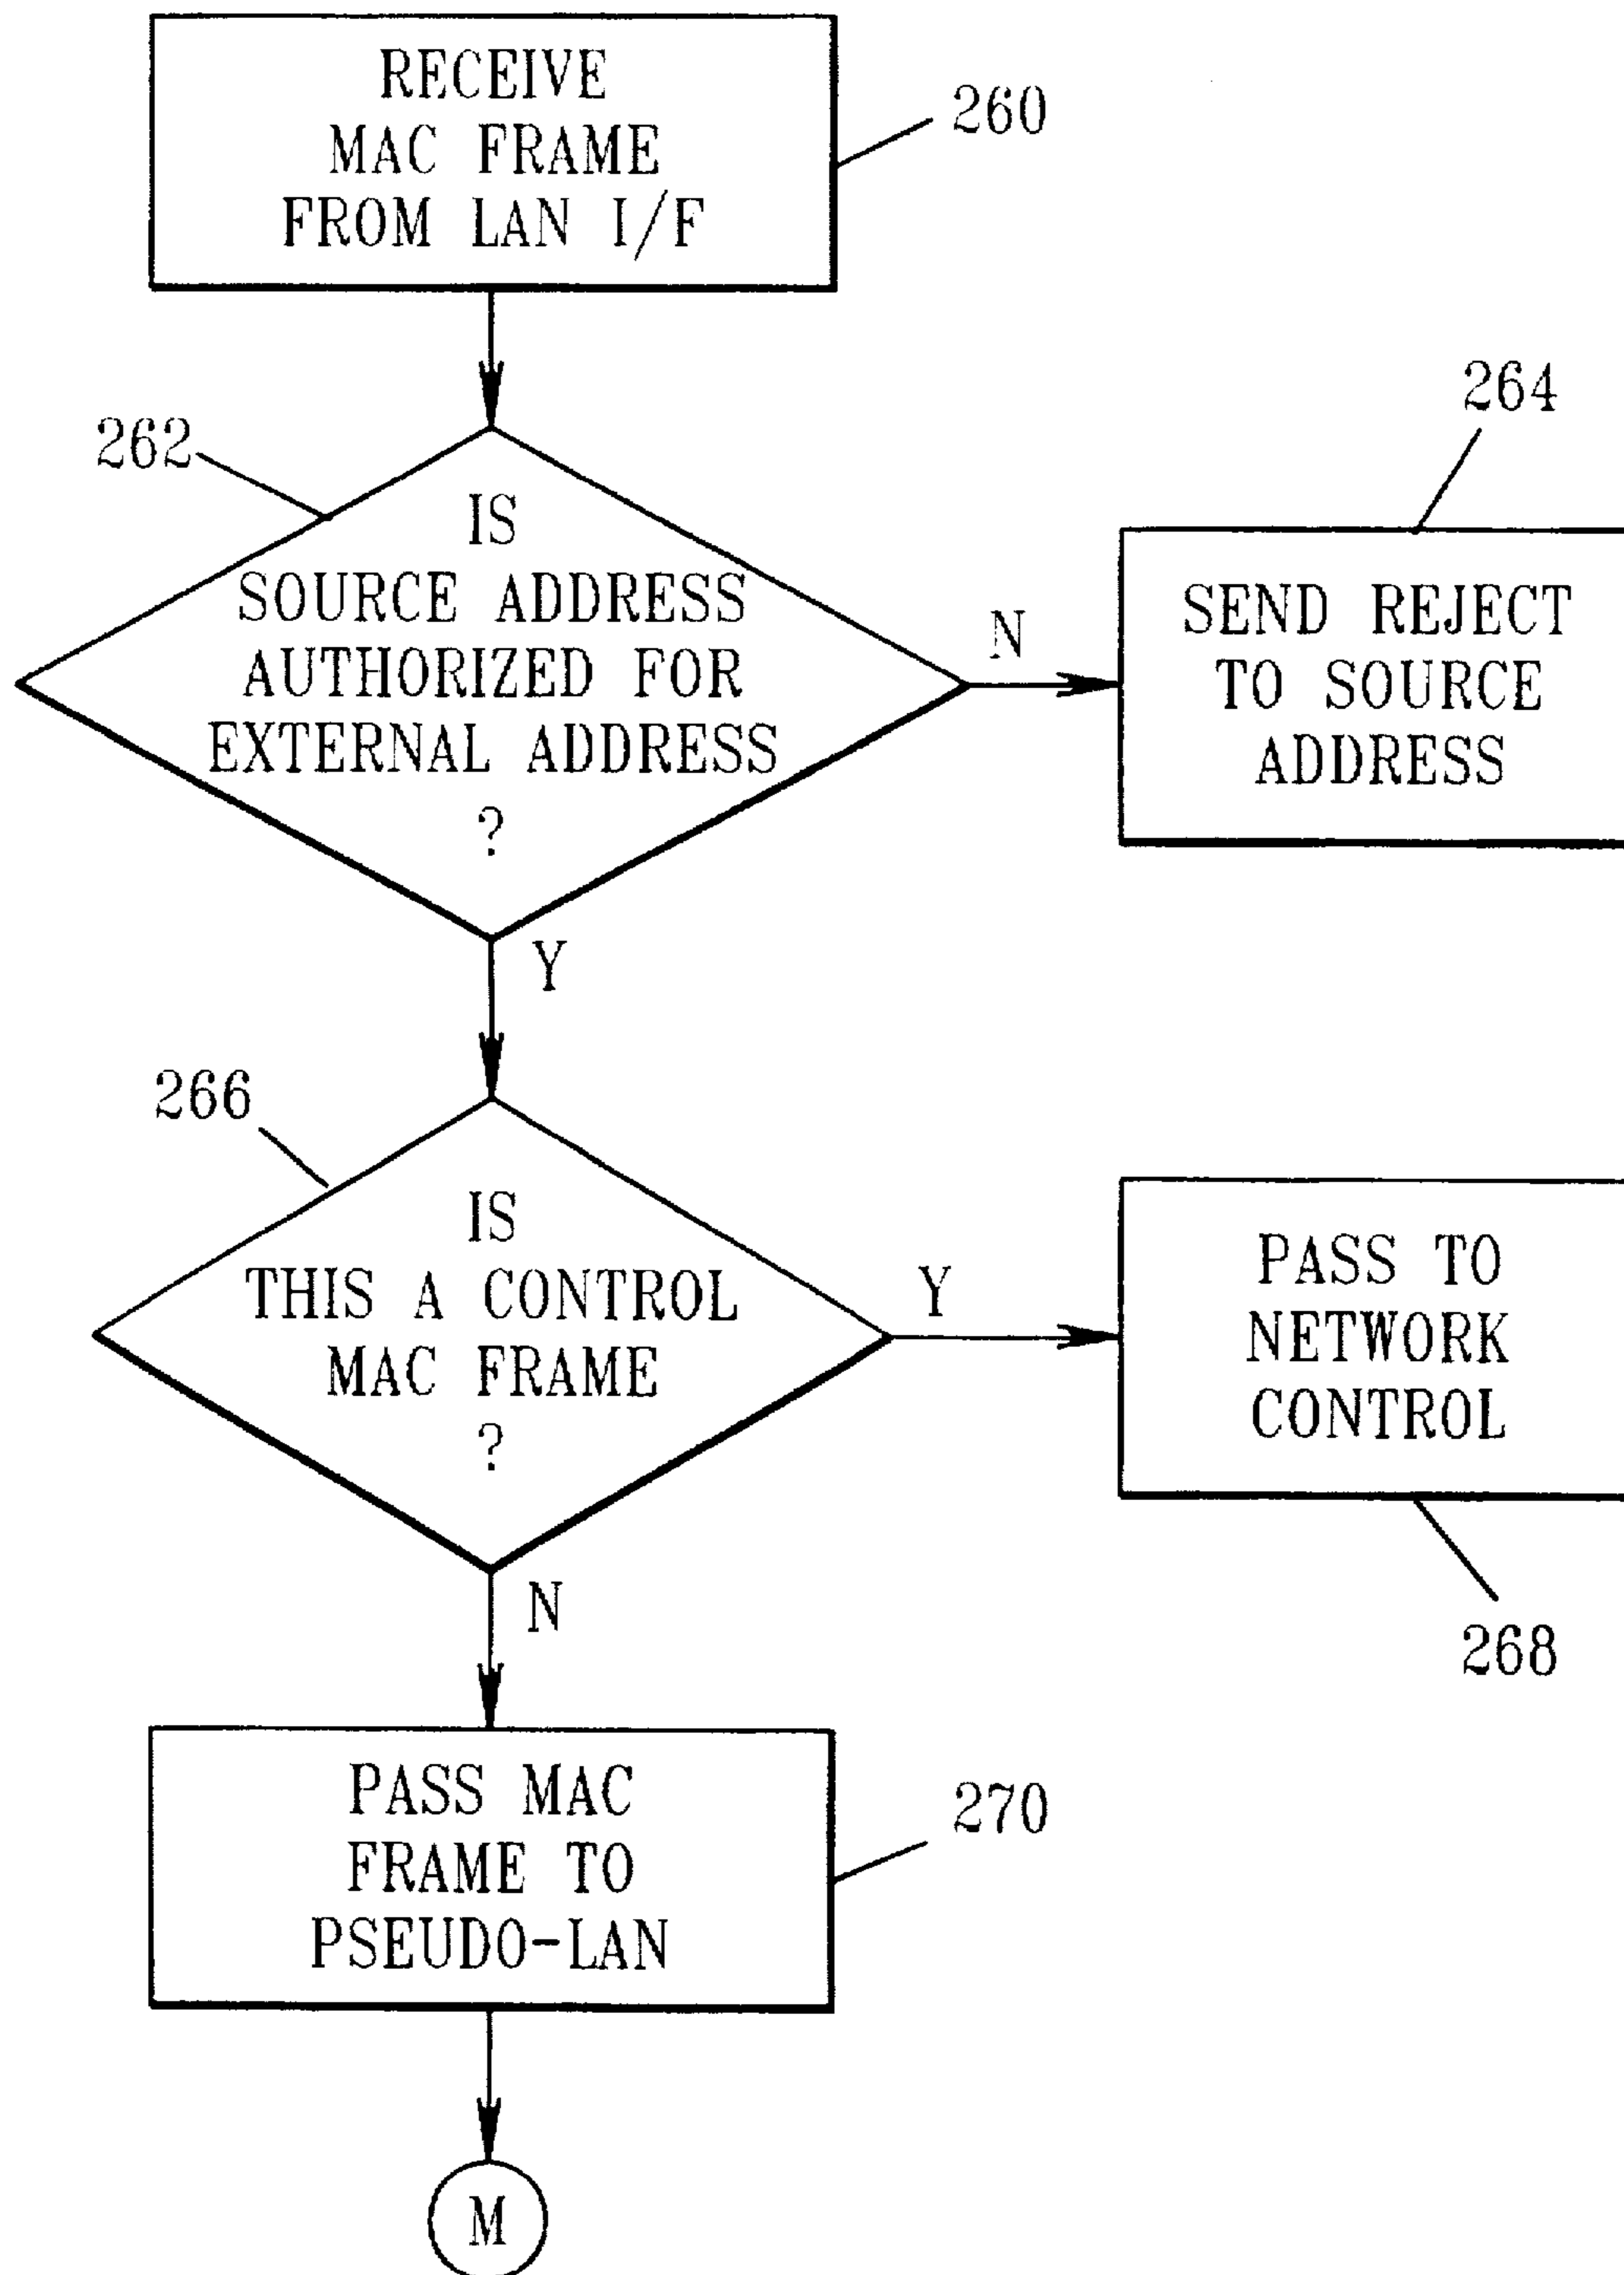 RECEIVE
MAC FRAME
FROM LAN I/F
260
262
IS
SOURCE ADDRESS
AUTHORIZED FOR
EXTERNAL ADDRESS
?
N
264
SEND REJECT
TO SOURCE
ADDRESS
Y
266
IS
THIS A CONTROL
MAC FRAME
?
Y
PASS TO
NETWORK
CONTROL
268
N
PASS MAC
FRAME TO
PSEUDO-LAN
270
M